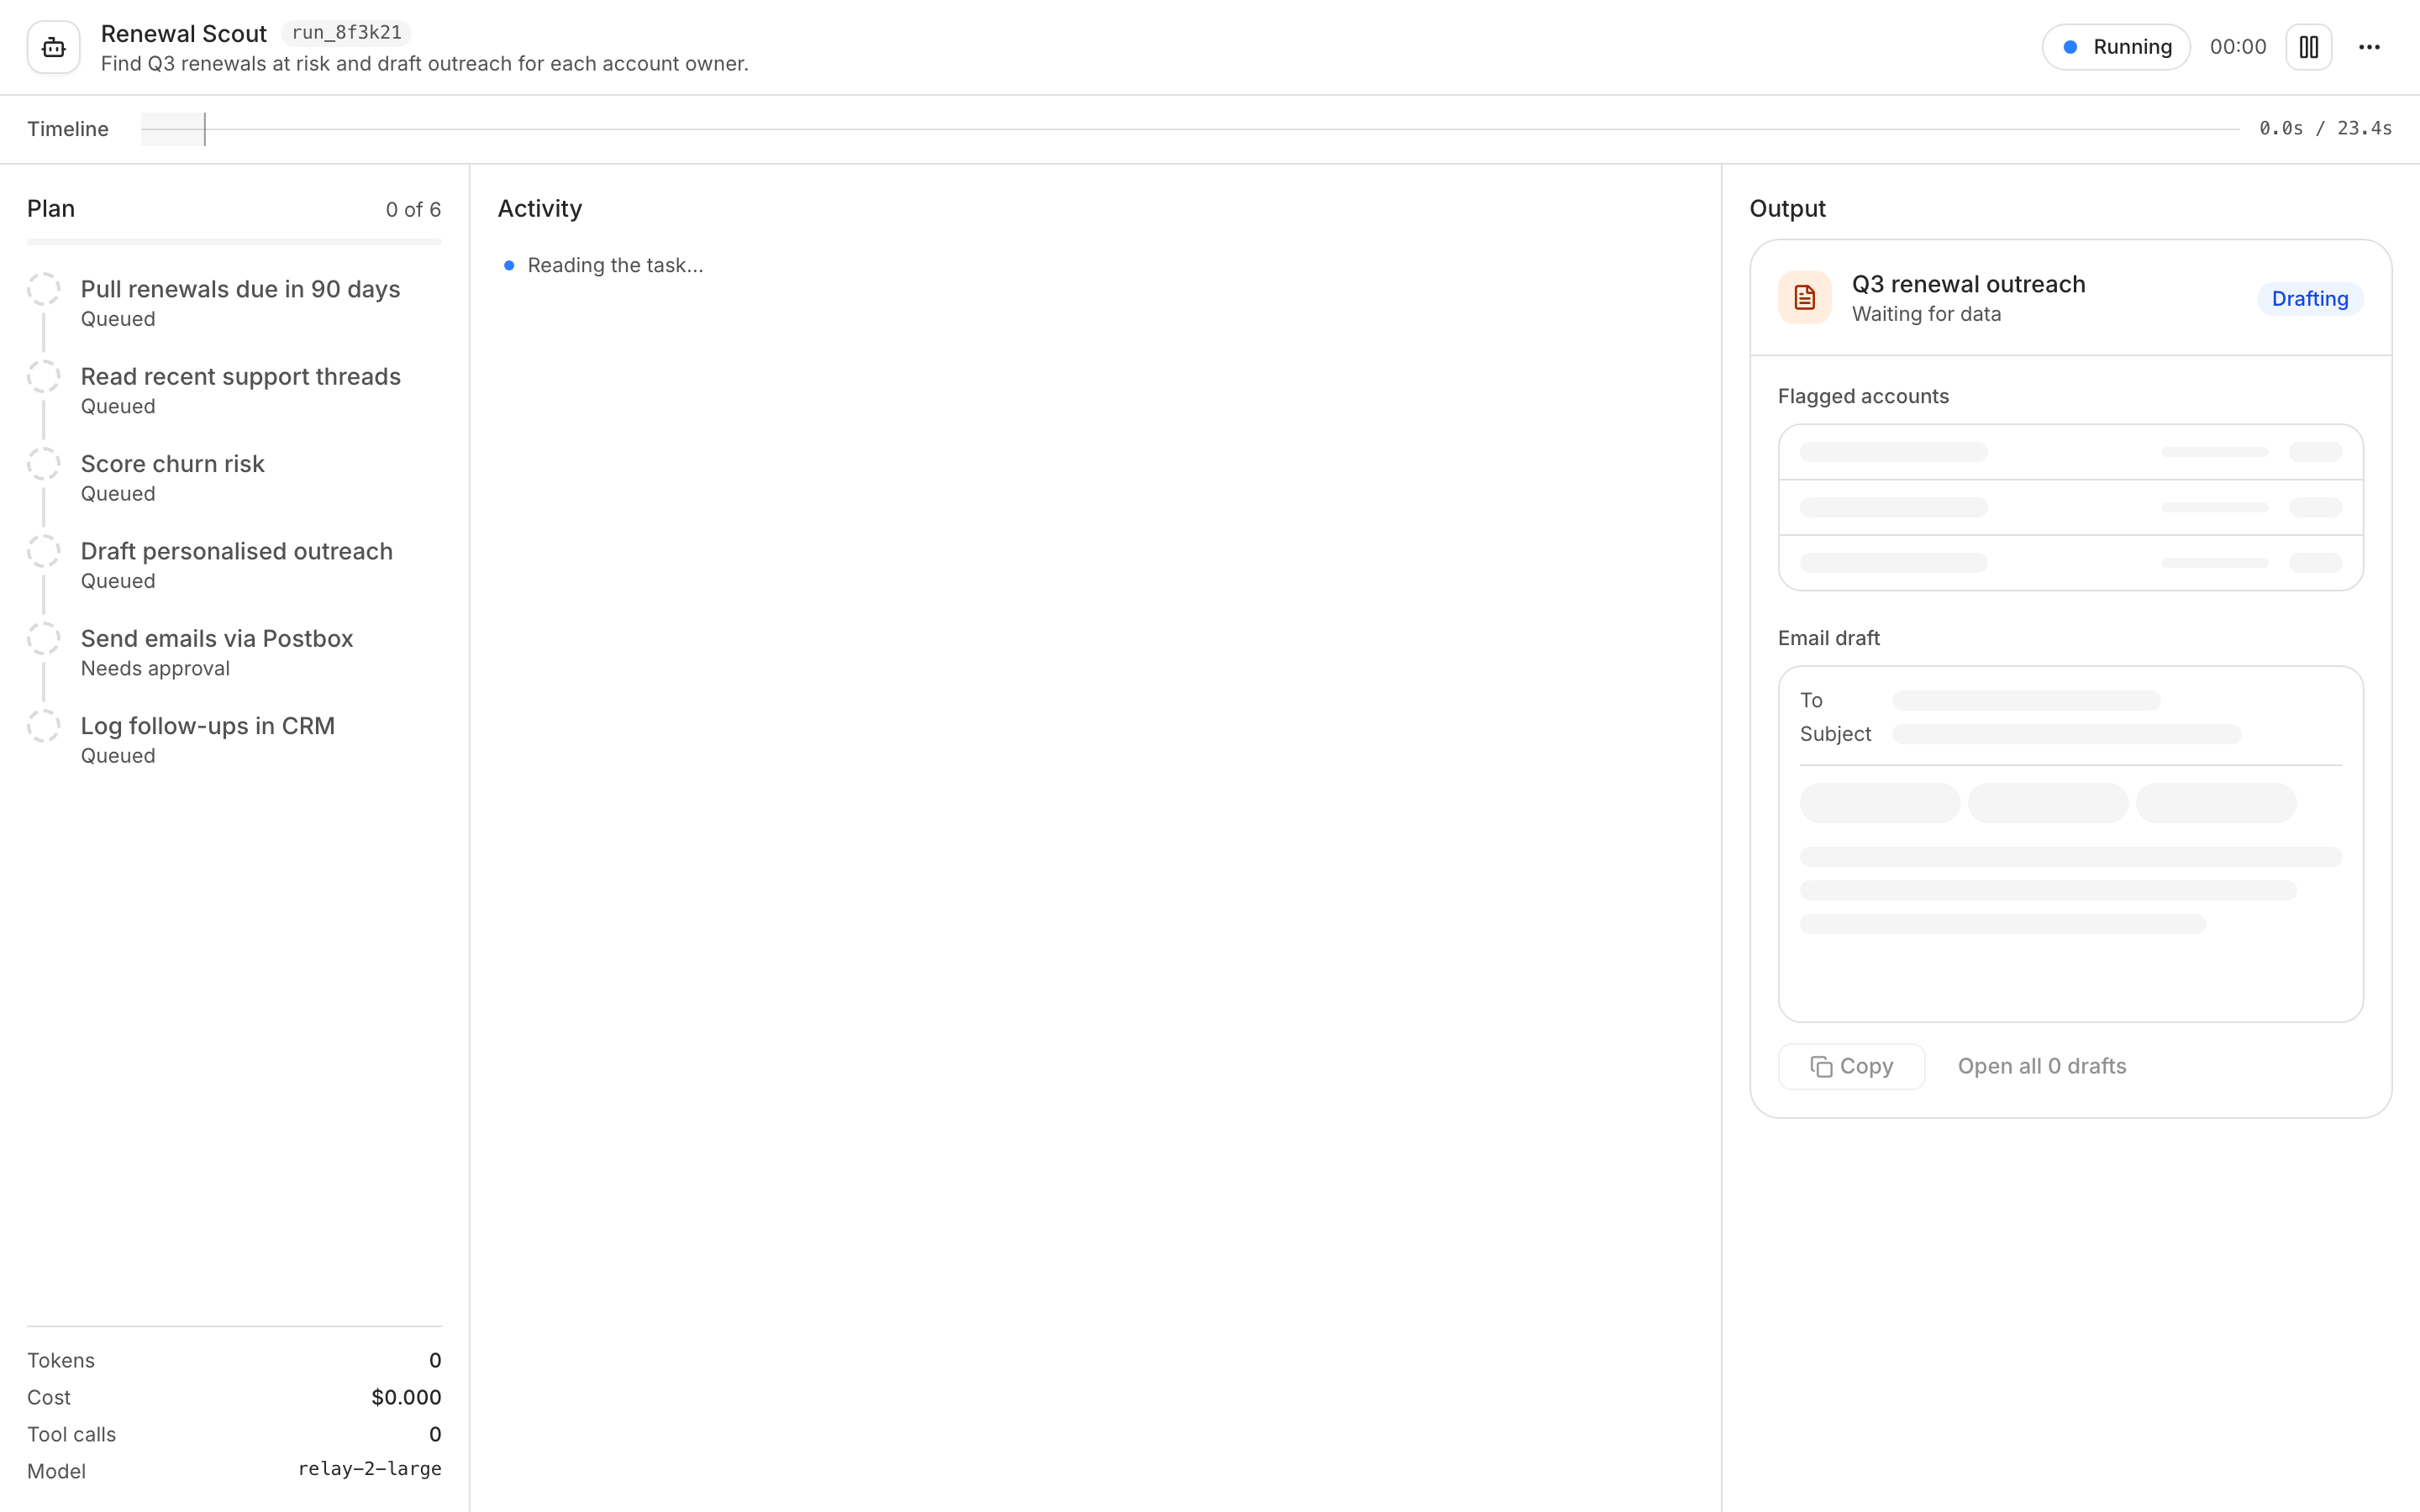 Renewal Scout run_8f3k21
Find Q3 renewals at risk and draft outreach for each account owner.
Running 00:00
Timeline 0.0s / 23.4s
Plan 0 of 6
Pull renewals due in 90 days
Queued
Read recent support threads
Queued
Score churn risk
Queued
Draft personalised outreach
Queued
Send emails via Postbox
Needs approval
Log follow-ups in CRM
Queued
Tokens 0
Cost $0.000
Tool calls 0
Model relay-2-large
Activity
Reading the task...
Output
Q3 renewal outreach
Waiting for data
Drafting
Flagged accounts
Email draft
To
Subject
Copy Open all 0 drafts